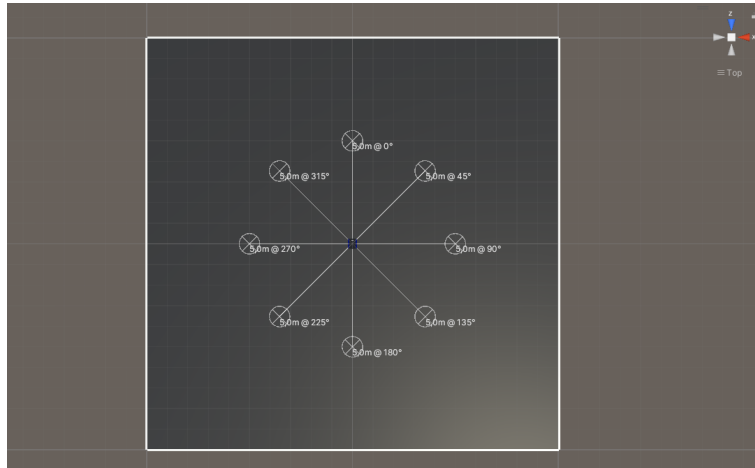 z
Top
5,0m @ 0°
5,0m @ 315°
5,0m @ 45°
5,0m @ 270°
5,0m @ 90°
5,0m @ 225°
5,0m @ 135°
5,0m @ 180°